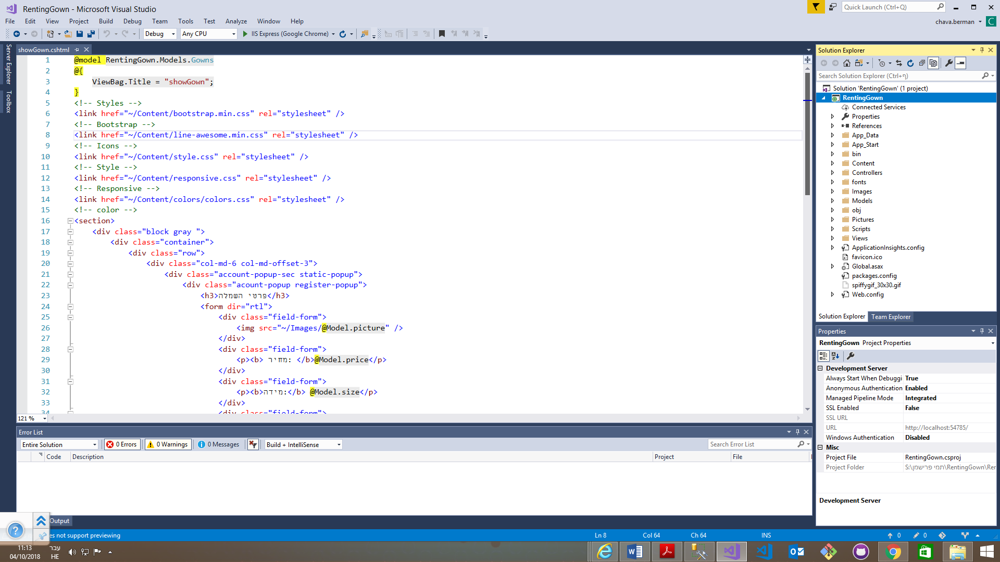 RentingGown - Microsoft Visual Studio
Quick Launch (Ctrl+Q)
File Edit View Project Build Debug Team Tools Test Analyze Window Help
chava.berman
C
Debug Any CPU IIS Express (Google Chrome)
Server Explorer
Toolbox
showGown.cshtml
1 @model RentingGown.Models.Gowns
2 @{
3 ViewBag.Title = "showGown";
4 }
5 <!-- Styles -->
6 <link href="~/Content/bootstrap.min.css" rel="stylesheet" />
7 <!-- Bootstrap -->
8 <link href="~/Content/line-awesome.min.css" rel="stylesheet" />
9 <!-- Icons -->
10 <link href="~/Content/style.css" rel="stylesheet" />
11 <!-- Style -->
12 <link href="~/Content/responsive.css" rel="stylesheet" />
13 <!-- Responsive -->
14 <link href="~/Content/colors/colors.css" rel="stylesheet" />
15 <!-- color -->
16 <section>
17 <div class="block gray ">
18 <div class="container">
19 <div class="row">
20 <div class="col-md-6 col-md-offset-3">
21 <div class="account-popup-sec static-popup">
22 <div class="acount-popup register-popup">
23 <h3>פרטי השמלה</h3>
24 <form dir="rtl">
25 <div class="field-form">
26 <img src="~/Images/@Model.picture" />
27 </div>
28 <div class="field-form">
29 <p><b> מחיר: </b>@Model.price</p>
30 </div>
31 <div class="field-form">
32 <p><b>מידה:</b> @Model.size</p>
33 </div>
34 <div class="field-form">
121 %
Error List
Entire Solution 0 Errors 0 Warnings 0 Messages Build + IntelliSense Search Error List
Code Description Project File
Output
es not support previewing
Ln 8 Col 64 Ch 64 INS 0 0
Solution Explorer
Search Solution Explorer (Ctrl+ף)
Solution 'RentingGown' (1 project)
RentingGown
Connected Services
Properties
References
App_Data
App_Start
bin
Content
Controllers
fonts
Images
Models
obj
Pictures
Scripts
Views
ApplicationInsights.config
favicon.ico
Global.asax
packages.config
spiffygif_30x30.gif
Web.config
Solution Explorer Team Explorer
Properties
RentingGown Project Properties
Development Server
Always Start When Debuggi True
Anonymous Authentication Enabled
Managed Pipeline Mode Integrated
SSL Enabled False
SSL URL
URL http://localhost:54785/
Windows Authentication Disabled
Misc
Project File RentingGown.csproj
Project Folder S:\תמי פרישמן\RentingGown\Rer
Development Server
11:13
04/10/2018
עבר
HE